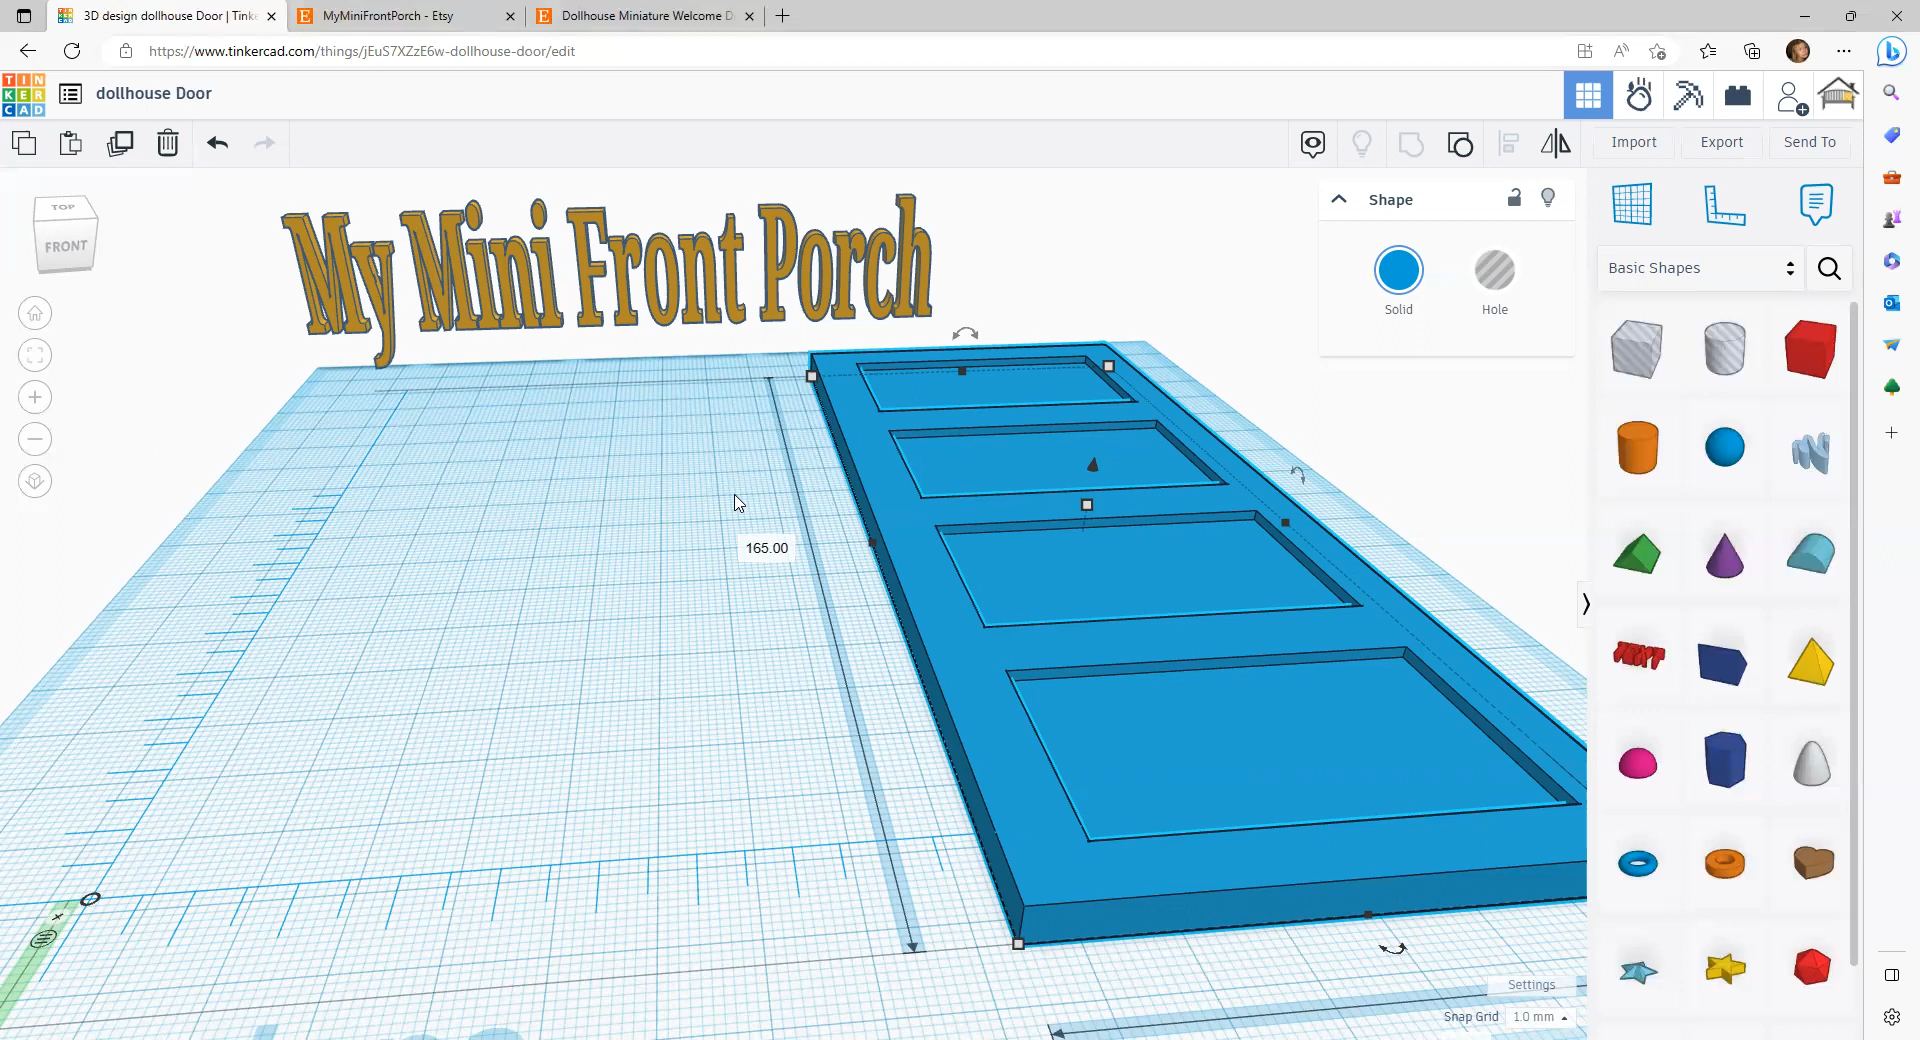 3D design dollhouse Door | Tinke
MyMiniFrontPorch - Etsy
Dollhouse Miniature Welcome D
https://www.tinkercad.com/things/jEuS7XZzE6w-dollhouse-door/edit
TIN
KER
CAD
dollhouse Door
Import
Export
Send To
TOP
FRONT
My Mini Front Porch
Shape
Solid
Hole
Basic Shapes
165.00
TEXT
Settings
Snap Grid 1.0 mm